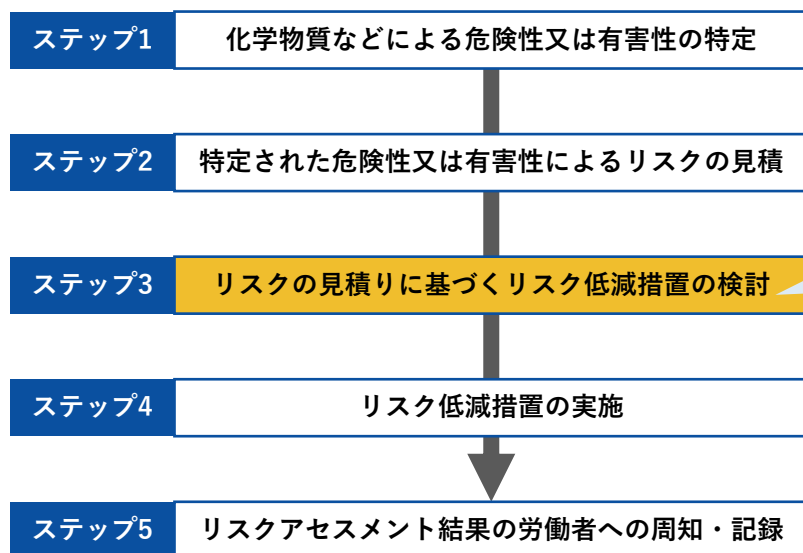 ステップ1 化学物質などによる危険性又は有害性の特定
ステップ2 特定された危険性又は有害性によるリスクの見積
ステップ3 リスクの見積りに基づくリスク低減措置の検討
ステップ4 リスク低減措置の実施
ステップ5 リスクアセスメント結果の労働者への周知・記録